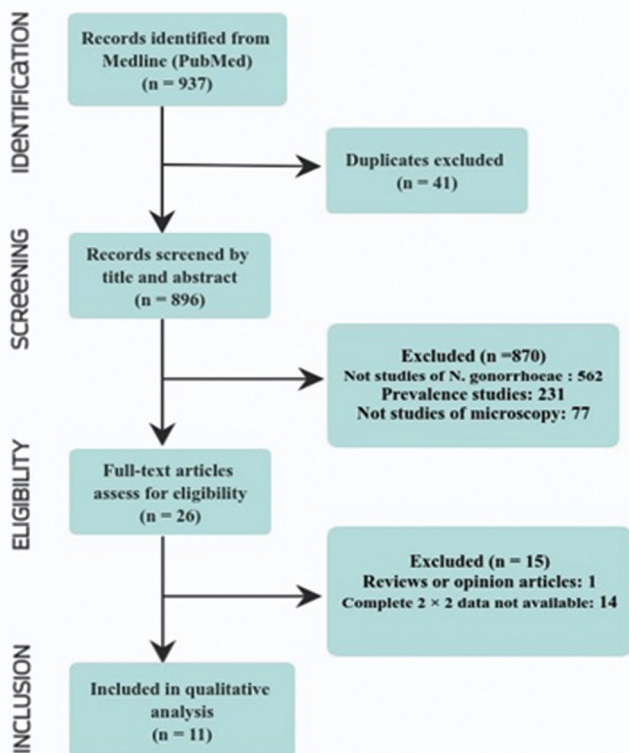 IDENTIFICATION
Records identified from
Medline (PubMed)
(n = 937)
Duplicates excluded
(n = 41)
SCREENING
Records screened by
title and abstract
(n = 896)
Excluded (n =870)
Not studies of N. gonorrhoeae : 562
Prevalence studies: 231
Not studies of microscopy: 77
ELIGIBILITY
Full-text articles
assess for eligibility
(n = 26)
Excluded (n = 15)
Reviews or opinion articles: 1
Complete 2 × 2 data not available: 14
INCLUSION
Included in qualitative
analysis
(n = 11)